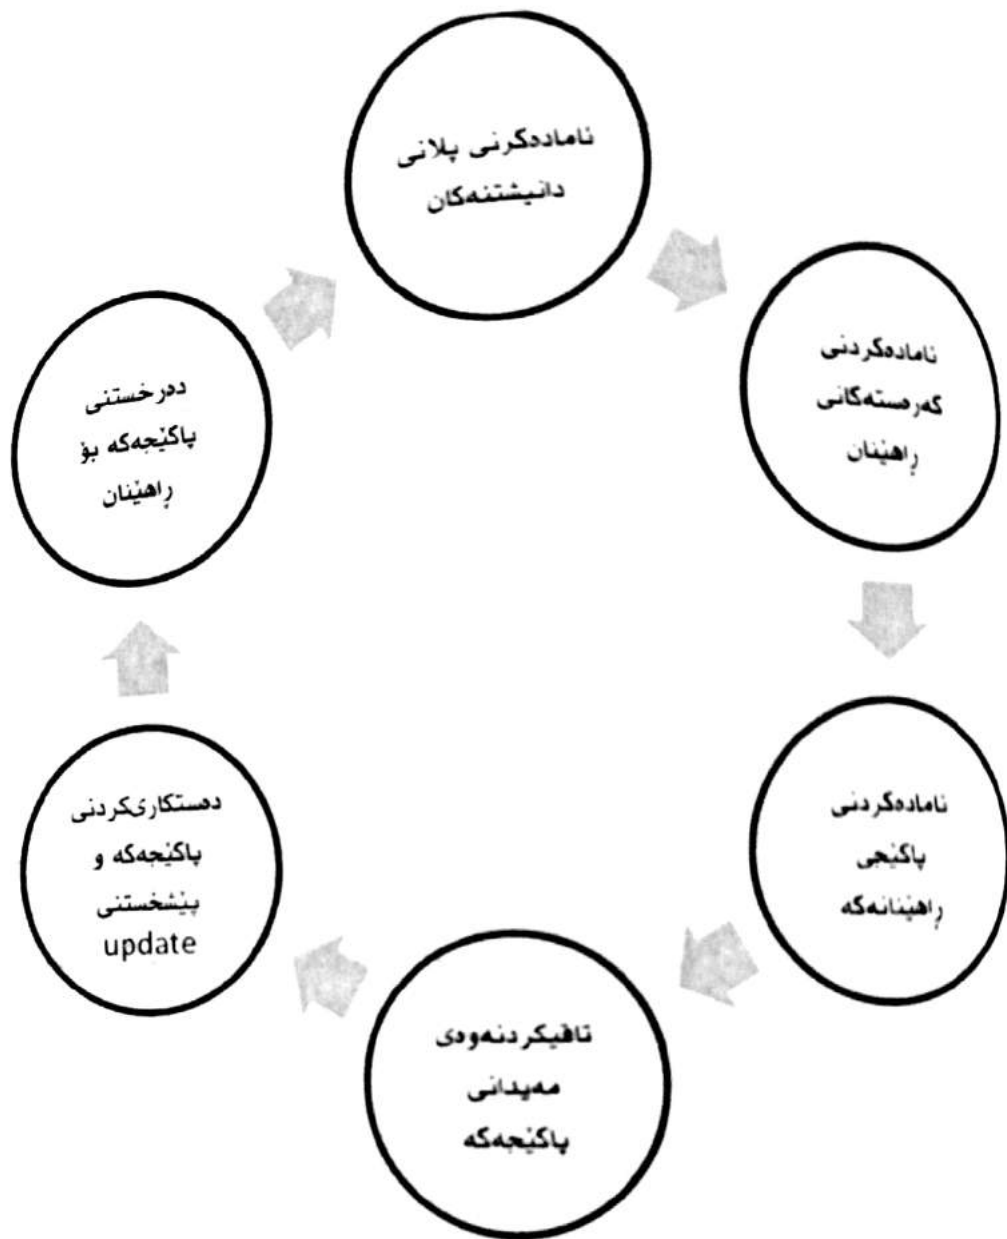 ئامادەکرنی پلانی
دانیشتنەکان
ئامادەکردنی
کەرەستەکانی
ڕاهێنان
ئامادەکردنی
پاکێجی
ڕاهێنانەکە
تاقیکردنەوەی
مەیدانی
پاکێجەکە
دەستکاریکردنی
پاکێجەکە و
پێشخستنی
update
دەرخستنی
پاکێجەکە بۆ
ڕاهێنان